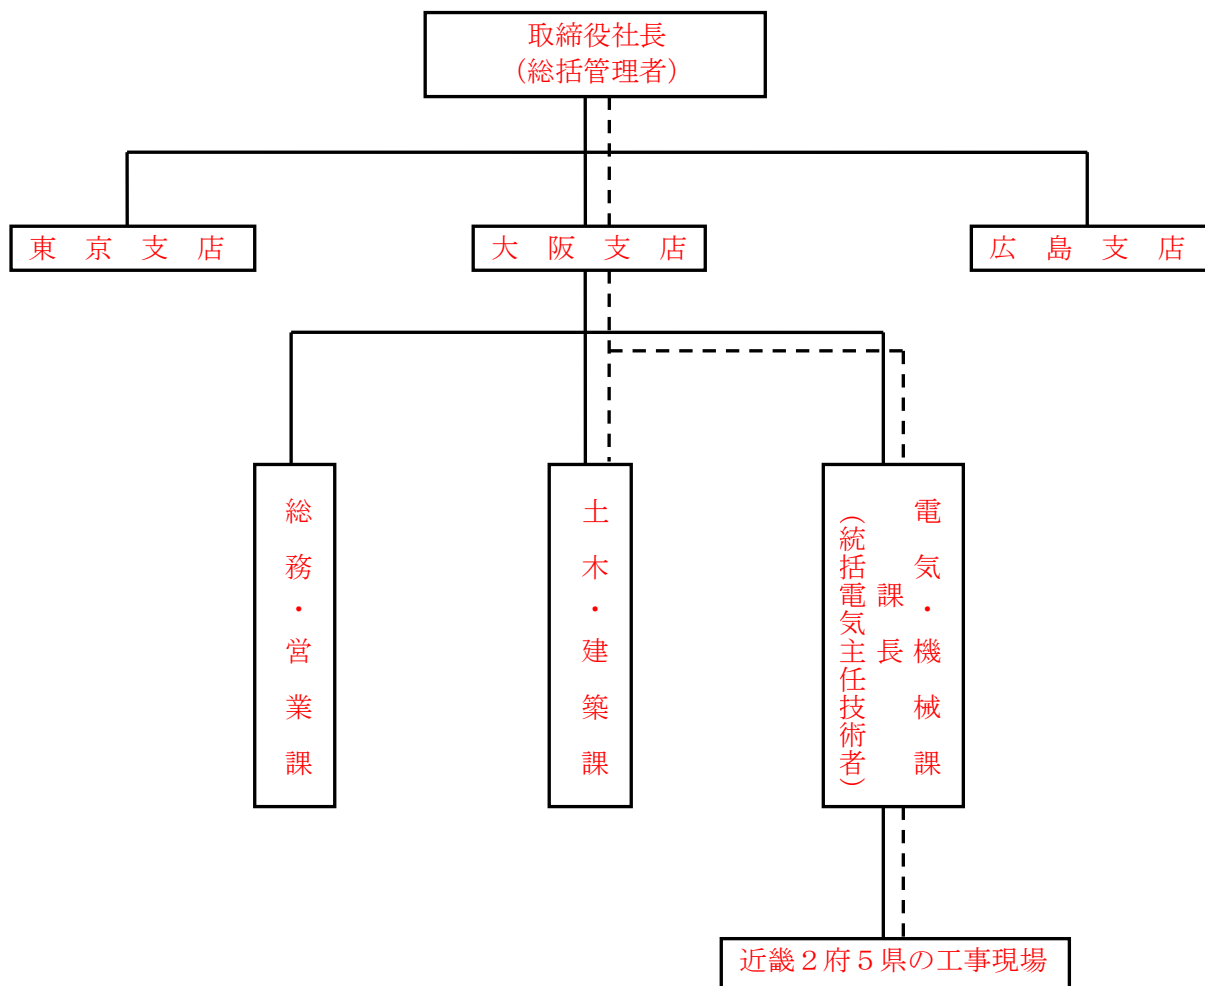 取締役社長
(総括管理者)
東京支店
大阪支店
広島支店
総務・営業課
土木・建築課
電気・機械課
課長
(統括電気主任技術者)
近畿２府５県の工事現場